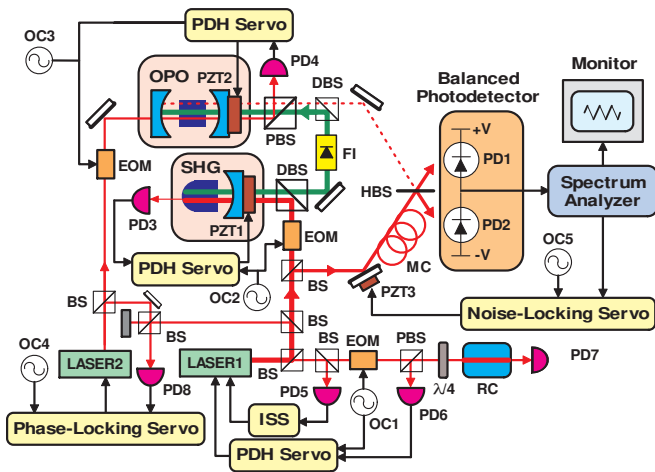 OC3
PDH Servo
PD4
OPO
PZT2
DBS
Balanced
Photodetector
Monitor
PBS
EOM
SHG
DBS
FI
+V
PD1
HBS
PD2
-V
Spectrum
Analyzer
PD3
PZT1
EOM
MC
OC5
PDH Servo
OC2
BS
PZT3
BS
BS
BS
Noise-Locking Servo
OC4
LASER2
LASER1
BS
BS
EOM
PBS
PD7
PD8
PD5
λ/4
RC
PD6
OC1
Phase-Locking Servo
ISS
PDH Servo